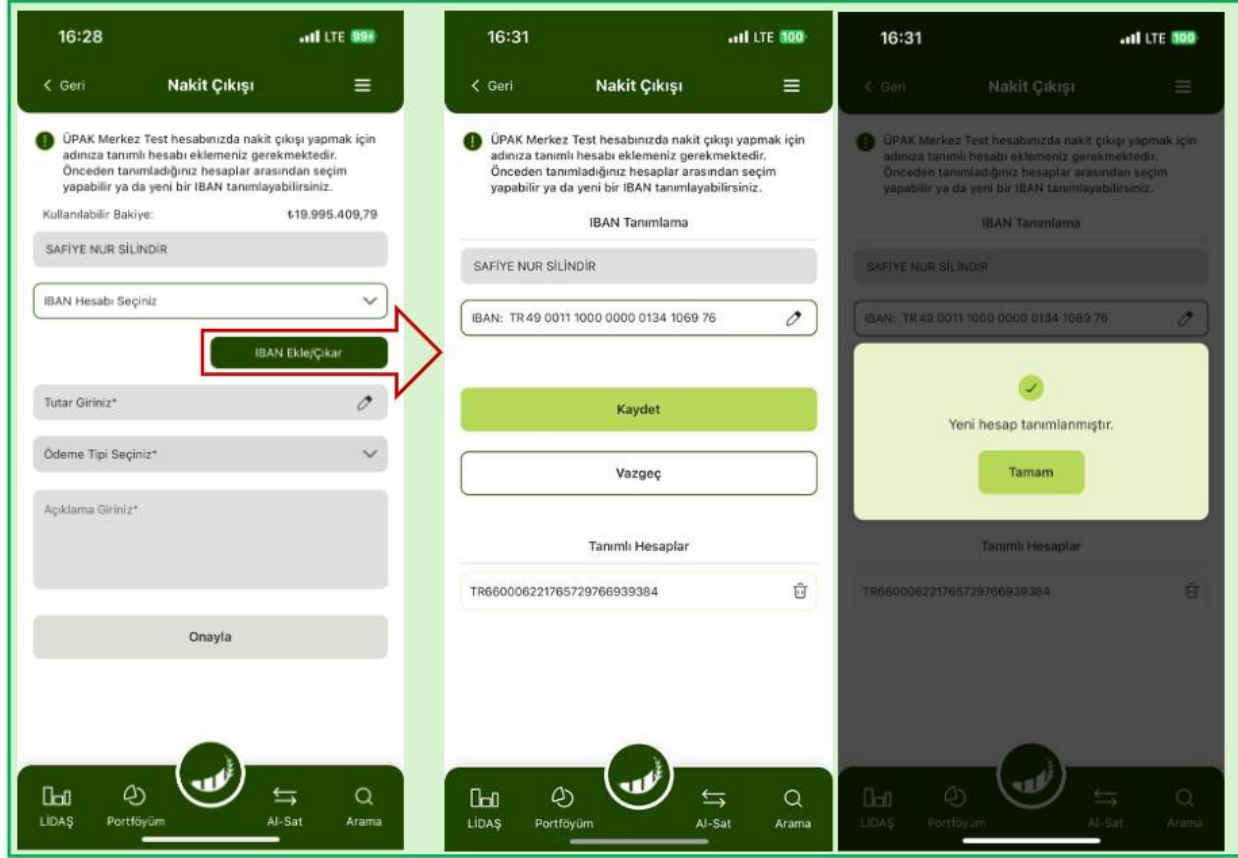 16:28
LTE 99+
Geri
Nakit Çıkışı
ÜPAK Merkez Test hesabınızda nakit çıkışı yapmak için
adınıza tanımlı hesabı eklemeniz gerekmektedir.
Önceden tanımladığınız hesaplar arasından seçim
yapabilir ya da yeni bir IBAN tanımlayabilirsiniz.
Kullanılabilir Bakiye: ₺19.995.409,79
SAFİYE NUR SİLİNDİR
IBAN Hesabı Seçiniz
IBAN Ekle/Çıkar
Tutar Giriniz*
Ödeme Tipi Seçiniz*
Açıklama Giriniz*
Onayla
LİDAŞ Portföyüm Al-Sat Arama
16:31
LTE 100
Geri
Nakit Çıkışı
ÜPAK Merkez Test hesabınızda nakit çıkışı yapmak için
adınıza tanımlı hesabı eklemeniz gerekmektedir.
Önceden tanımladığınız hesaplar arasından seçim
yapabilir ya da yeni bir IBAN tanımlayabilirsiniz.
IBAN Tanımlama
SAFİYE NUR SİLİNDİR
IBAN: TR 49 0011 1000 0000 0134 1069 76
Kaydet
Vazgeç
Tanımlı Hesaplar
TR660006221765729766939384
LİDAŞ Portföyüm Al-Sat Arama
16:31
LTE 100
Geri
Nakit Çıkışı
ÜPAK Merkez Test hesabınızda nakit çıkışı yapmak için
adınıza tanımlı hesabı eklemeniz gerekmektedir.
Önceden tanımladığınız hesaplar arasından seçim
yapabilir ya da yeni bir IBAN tanımlayabilirsiniz.
IBAN Tanımlama
SAFİYE NUR SİLİNDİR
IBAN: TR 49 0011 1000 0000 0134 1069 76
Yeni hesap tanımlanmıştır.
Tamam
Tanımlı Hesaplar
TR660006221765729766939384
LİDAŞ Portföyüm Al-Sat Arama